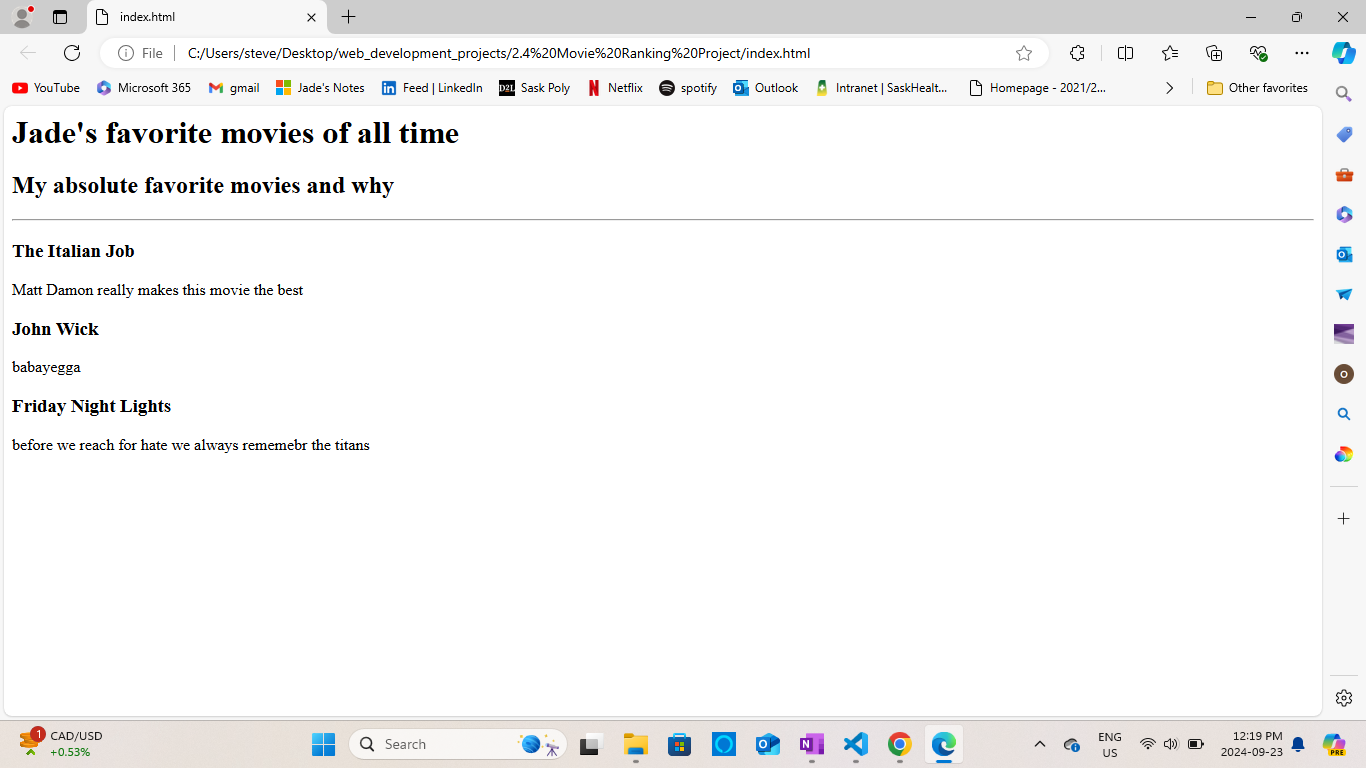 index.html
File
C:/Users/steve/Desktop/web_development_projects/2.4%20Movie%20Ranking%20Project/index.html
YouTube Microsoft 365 gmail Jade's Notes Feed | LinkedIn D2L Sask Poly Netflix spotify Outlook Intranet | SaskHealt... Homepage - 2021/2... Other favorites
Jade's favorite movies of all time
My absolute favorite movies and why
The Italian Job
Matt Damon really makes this movie the best
John Wick
babayegga
Friday Night Lights
before we reach for hate we always rememebr the titans
O
1
CAD/USD
+0.53%
Search
PRE
ENG
US
12:19 PM
2024-09-23